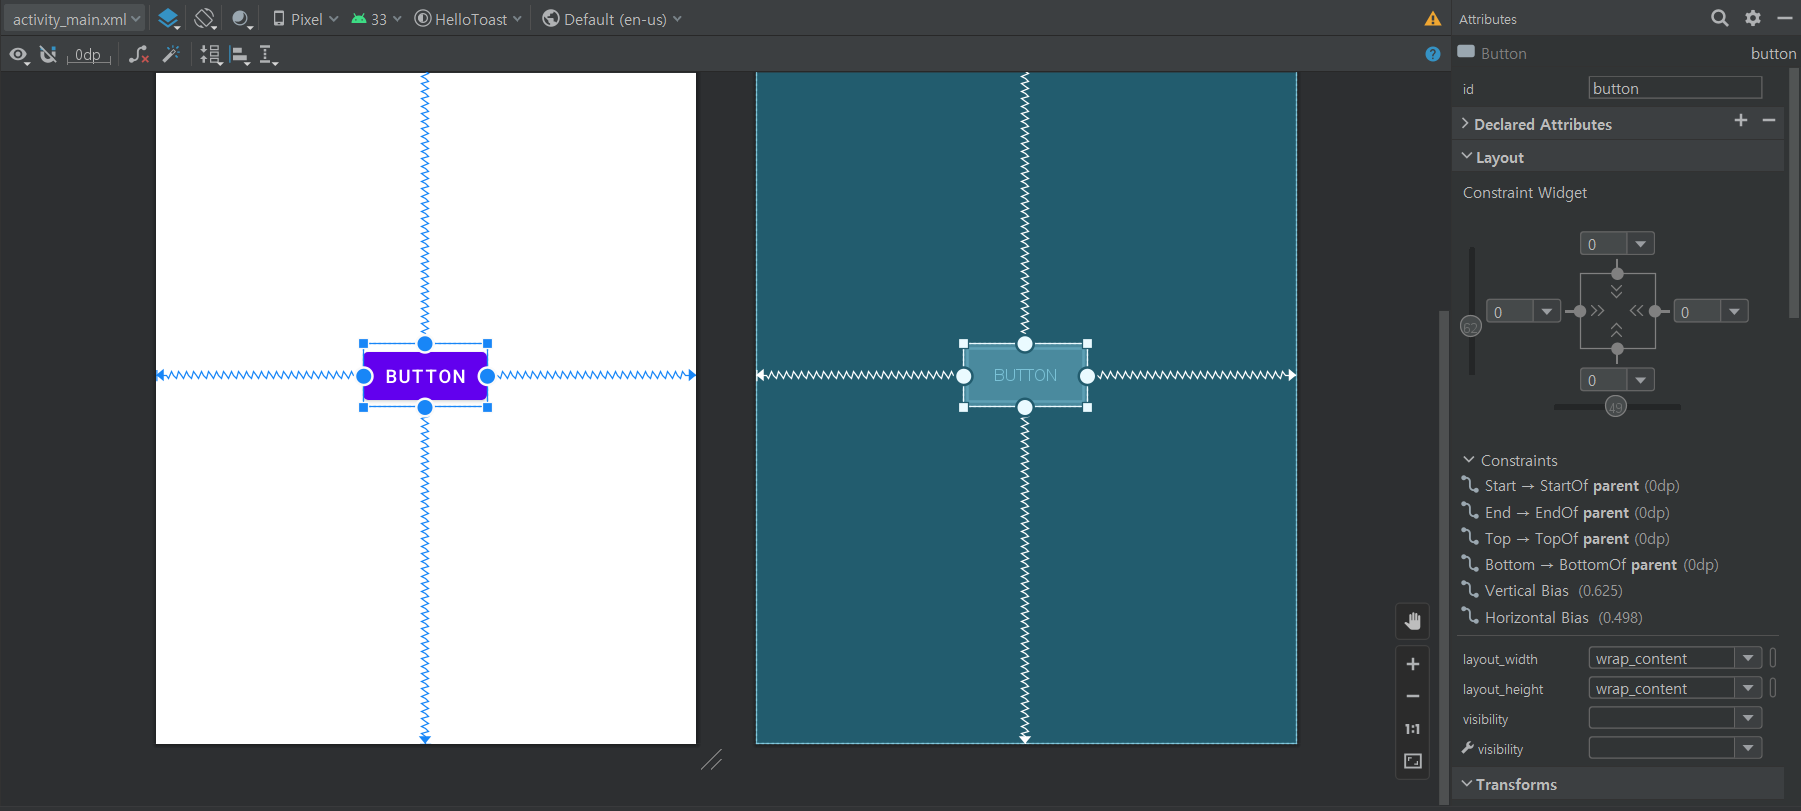 activity_main.xml
Pixel
33
HelloToast
Default (en-us)
0dp
BUTTON
BUTTON
1:1
Attributes
Button
button
id
button
Declared Attributes
Layout
Constraint Widget
0
0
0
62
0
49
Constraints
Start → StartOf parent (0dp)
End → EndOf parent (0dp)
Top → TopOf parent (0dp)
Bottom → BottomOf parent (0dp)
Vertical Bias (0.625)
Horizontal Bias (0.498)
layout_width
wrap_content
layout_height
wrap_content
visibility
visibility
Transforms